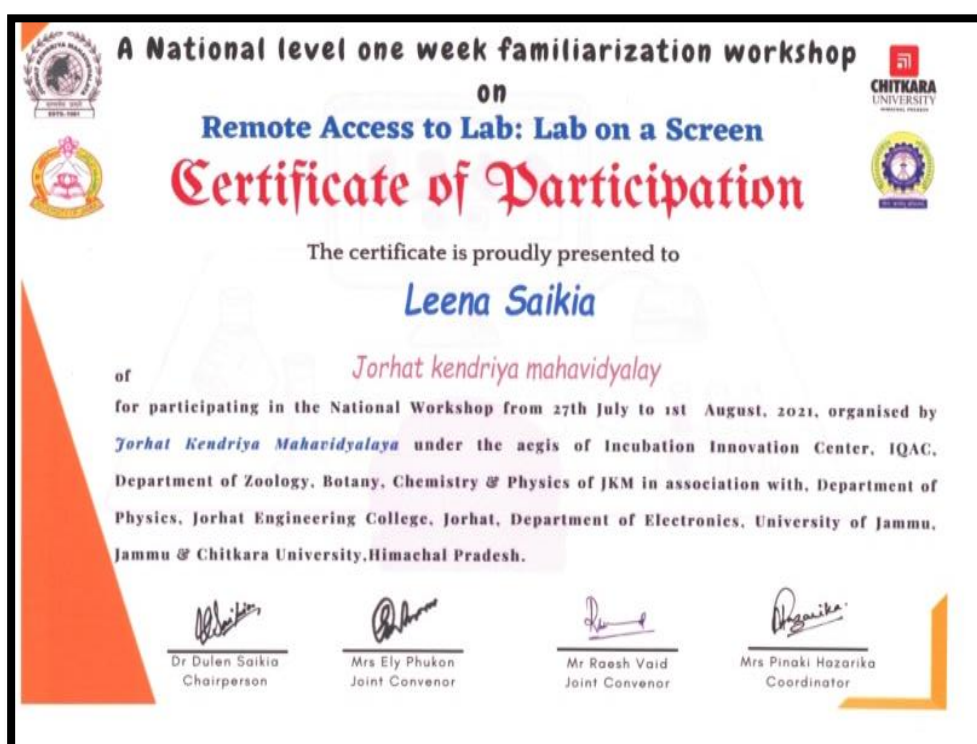 A National level one week familiarization workshop
on
Remote Access to Lab: Lab on a Screen
Certificate of Participation
The certificate is proudly presented to
Leena Saikia
Jorhat kendriya mahavidyalay
of
for participating in the National Workshop from 27th July to 1st August, 2021, organised by
Jorhat Kendriya Mahavidyalaya under the aegis of Incubation Innovation Center, IQAC,
Department of Zoology, Botany, Chemistry & Physics of JKM in association with, Department of
Physics, Jorhat Engineering College, Jorhat, Department of Electronics, University of Jammu,
Jammu & Chitkara University,Himachal Pradesh.
CHITKARA
UNIVERSITY
HIMACHAL PRADESH
Dr Dulen Saikia
Chairperson
Mrs Ely Phukon
Joint Convenor
Mr Raesh Vaid
Joint Convenor
Mrs Pinaki Hazarika
Coordinator